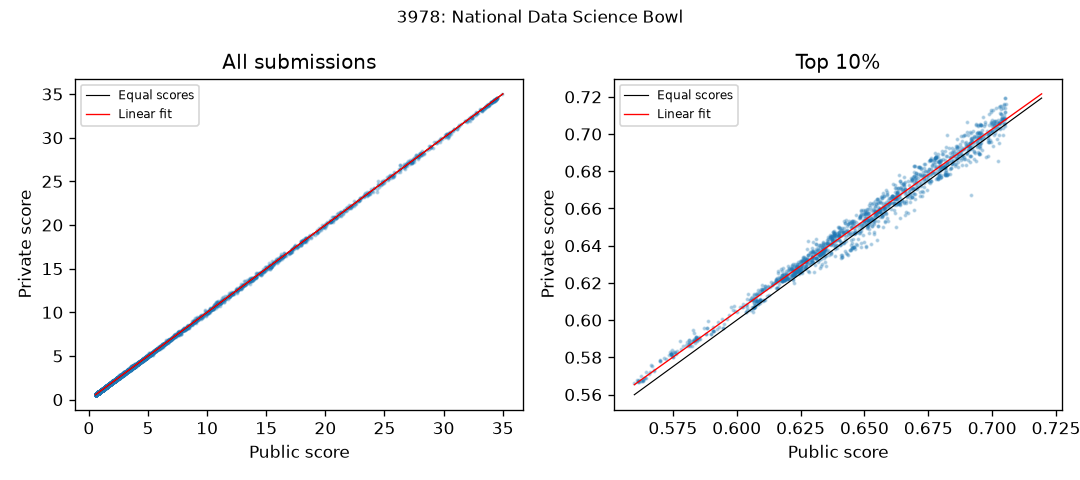 3978: National Data Science Bowl
All submissions
Equal scores
Linear fit
Private score
35
30
25
20
15
10
5
0
0 5 10 15 20 25 30 35
Public score
Top 10%
Equal scores
Linear fit
Private score
0.72
0.70
0.68
0.66
0.64
0.62
0.60
0.58
0.56
0.575 0.600 0.625 0.650 0.675 0.700 0.725
Public score